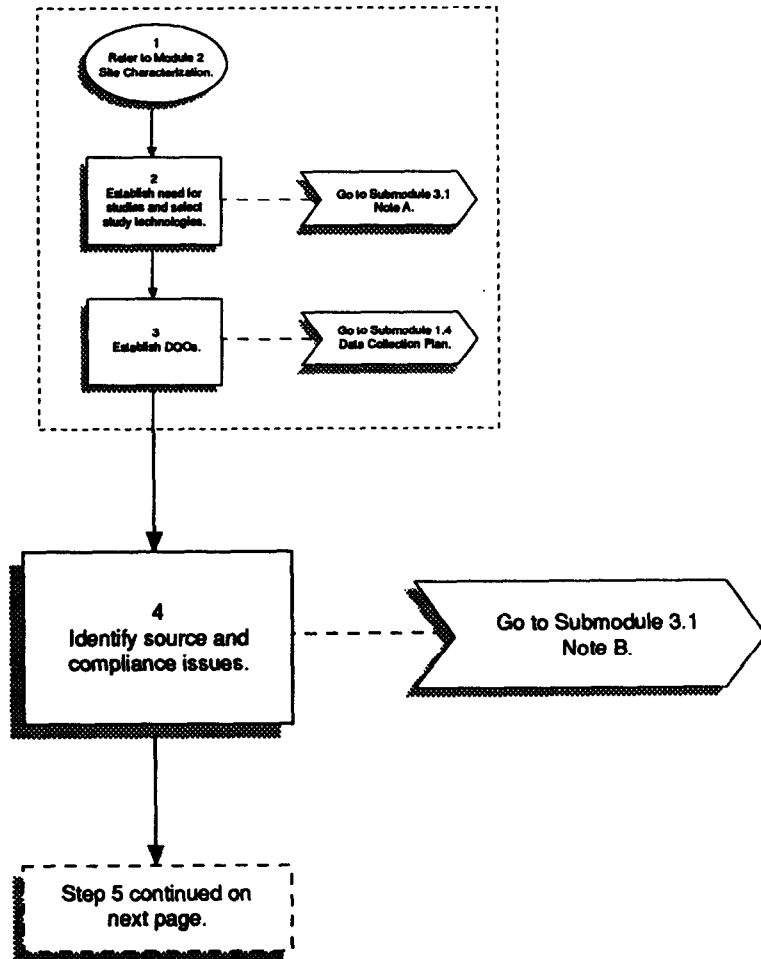 1
Refer to Module 2
Site Characterization.
2
Establish need for
studies and select
study technologies.
Go to Submodule 3.1
Note A.
3
Establish DQOs.
Go to Submodule 1.4
Data Collection Plan.
4
Identify source and
compliance issues.
Go to Submodule 3.1
Note B.
Step 5 continued on
next page.